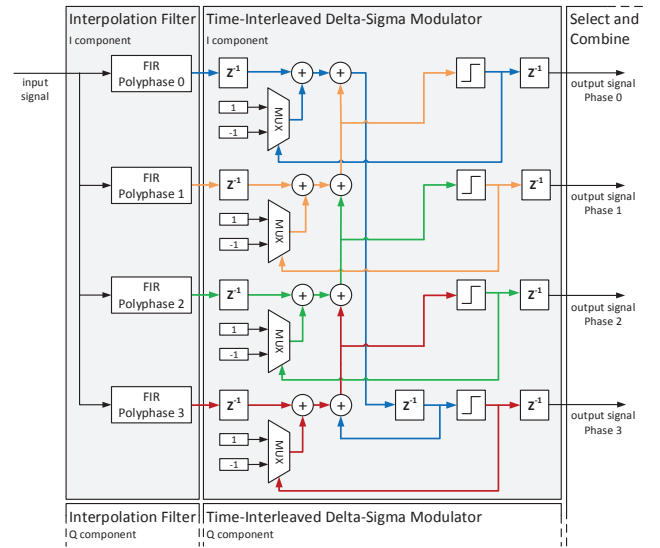 Interpolation Filter
I component
Time-Interleaved Delta-Sigma Modulator
I component
Select and
Combine
input
signal
FIR
Polyphase 0
Z⁻¹
+
+
Z⁻¹
output signal
Phase 0
1
-1
MUX
FIR
Polyphase 1
Z⁻¹
+
+
Z⁻¹
output signal
Phase 1
1
-1
MUX
FIR
Polyphase 2
Z⁻¹
+
+
Z⁻¹
output signal
Phase 2
1
-1
MUX
FIR
Polyphase 3
Z⁻¹
+
+
Z⁻¹
Z⁻¹
output signal
Phase 3
1
-1
MUX
Interpolation Filter
Q component
Time-Interleaved Delta-Sigma Modulator
Q component